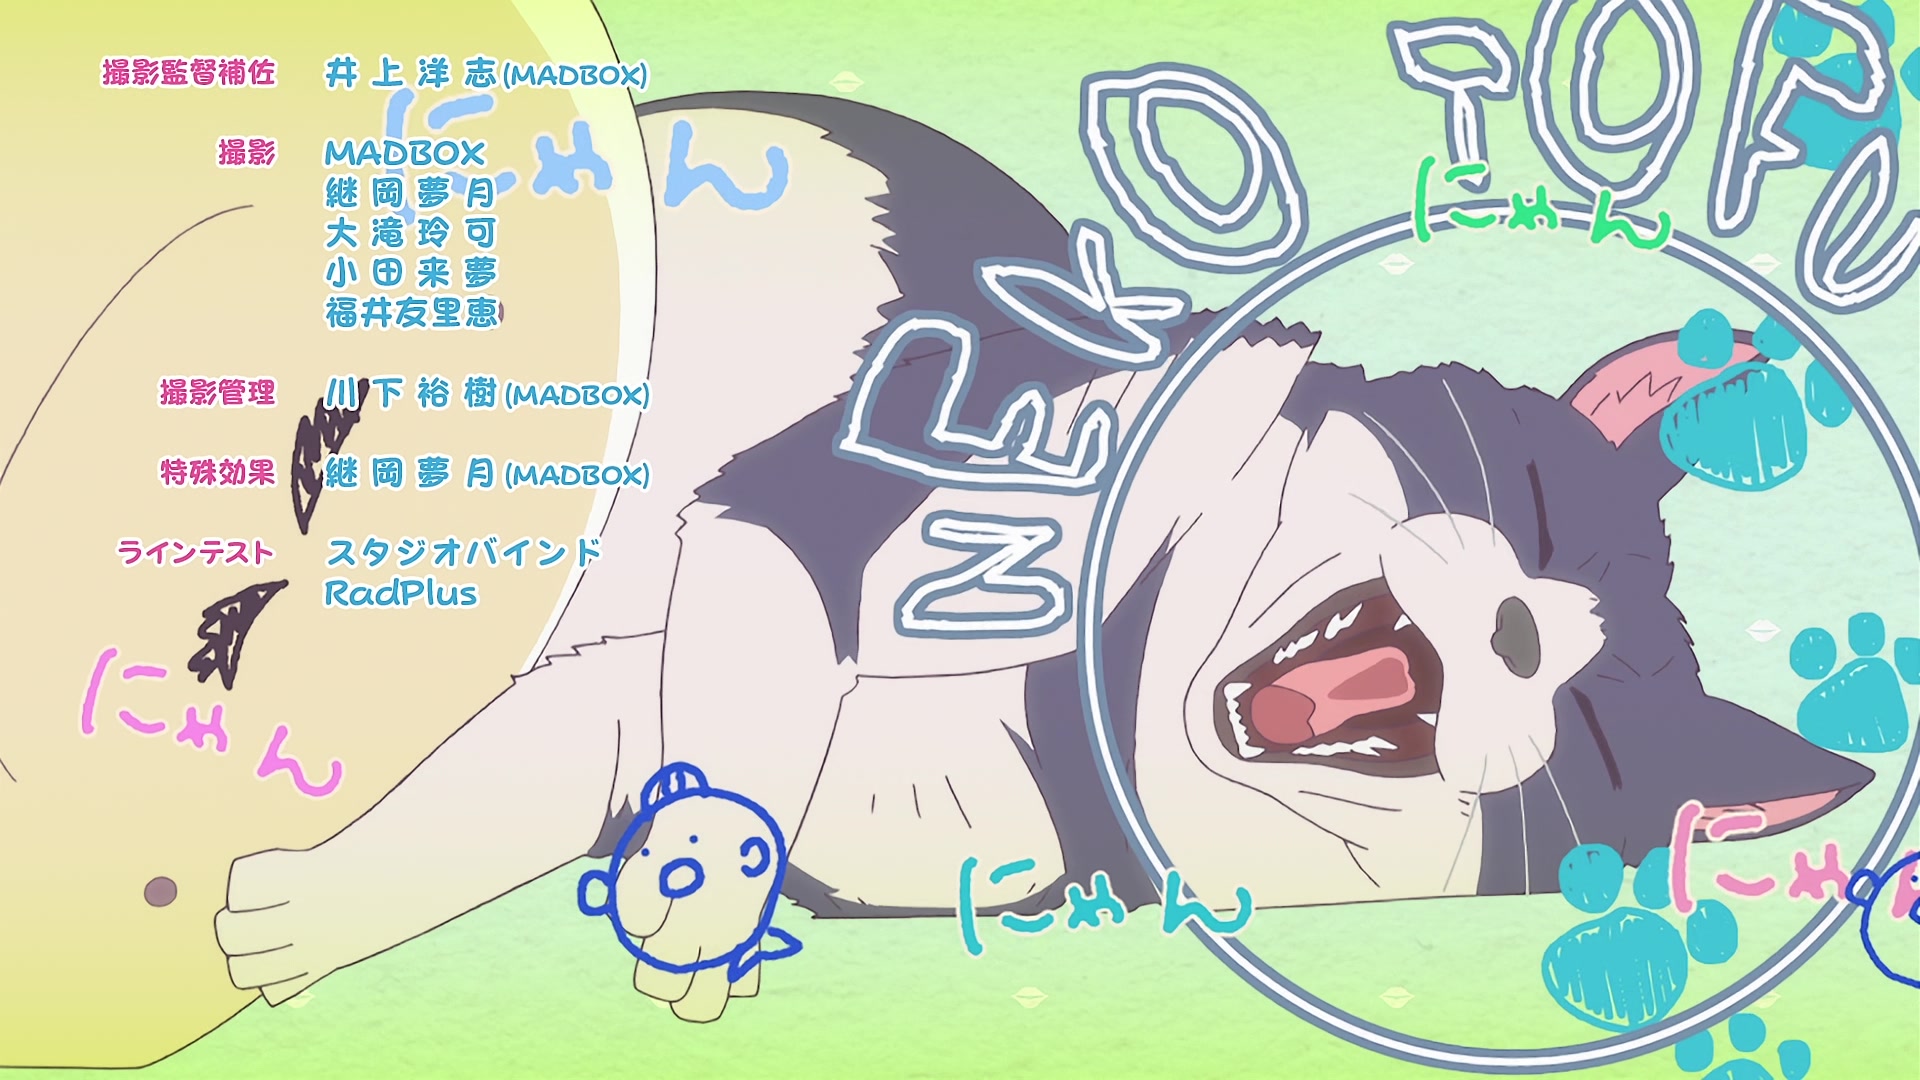 撮影監督補佐 井上洋志(MADBOX)
撮影 MADBOX
継岡夢月
大滝玲可
小田来夢
福井友里恵
撮影管理 川下裕樹(MADBOX)
特殊効果 継岡夢月(MADBOX)
ラインテスト スタジオバインド
RadPlus
にゃん
NEKO TOFU
にゃん
にゃん
にゃん
にゃ